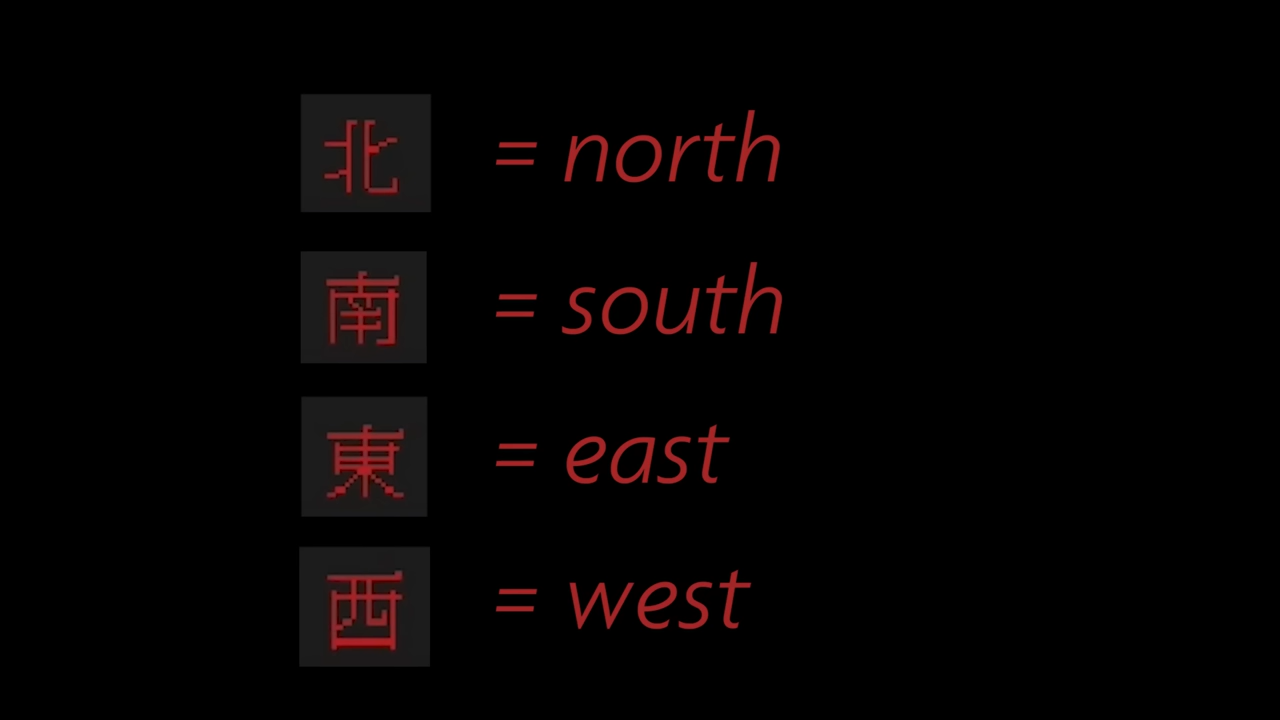 北 = north
南 = south
東 = east
西 = west